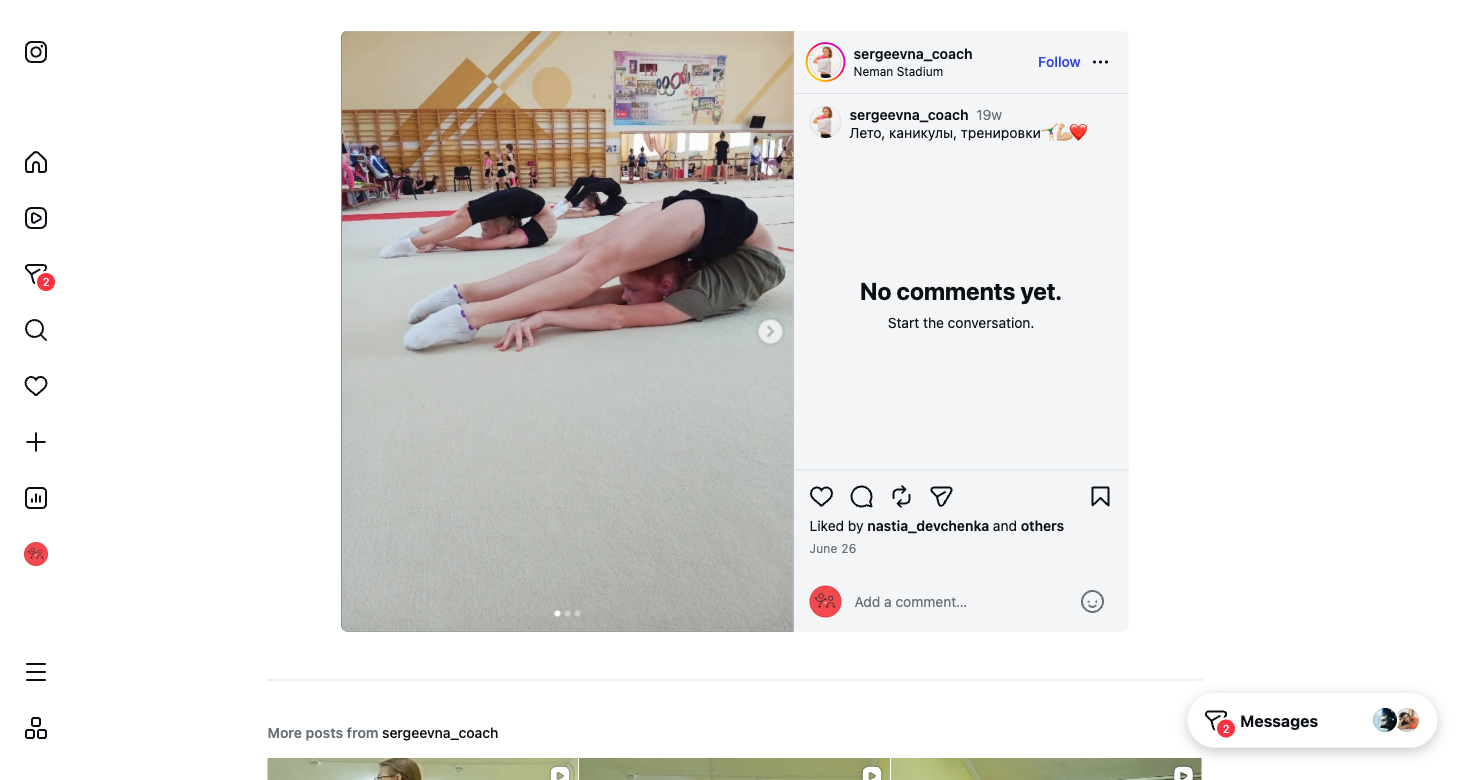 2
sergeevna_coach
Neman Stadium
Follow
sergeevna_coach 19w
Лето, каникулы, тренировки🤸💪❤️
No comments yet.
Start the conversation.
Liked by nastia_devchenka and others
June 26
Add a comment...
More posts from sergeevna_coach
2
Messages